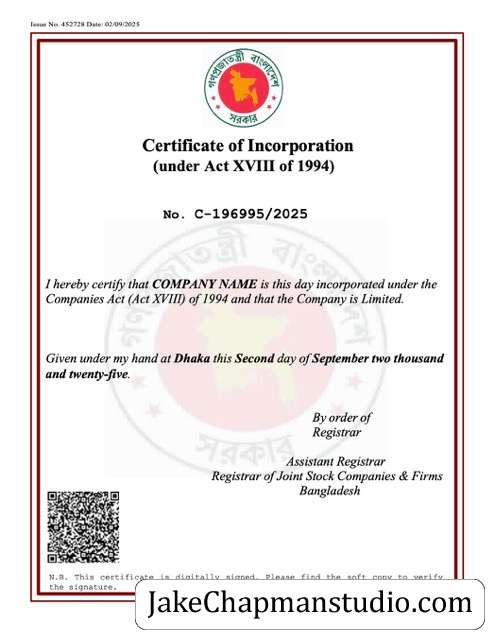 Issue No. 452728 Date: 02/09/2025
গণপ্রজাতন্ত্রী বাংলাদেশ
সরকার
Certificate of Incorporation
(under Act XVIII of 1994)
No. C-196995/2025
গণপ্রজাতন্ত্রী বাংলাদেশ
I hereby certify that COMPANY NAME is this day incorporated under the
Companies Act (Act XVIII) of 1994 and that the Company is Limited.
Given under my hand at Dhaka this Second day of September two thousand
and twenty-five.
By order of
Registrar
সরকার
Assistant Registrar
Registrar of Joint Stock Companies & Firms
Bangladesh
N.B. This certificate is digitally signed. Please find the soft copy to verify
the signature.
JakeChapmanstudio.com